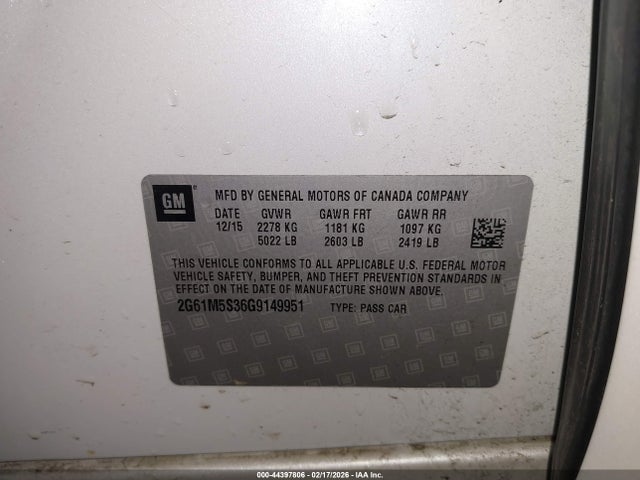 GM
MFD BY GENERAL MOTORS OF CANADA COMPANY
DATE GVWR GAWR FRT GAWR RR
12/15 2278 KG 1181 KG 1097 KG
5022 LB 2603 LB 2419 LB
THIS VEHICLE CONFORMS TO ALL APPLICABLE U.S. FEDERAL MOTOR
VEHICLE SAFETY, BUMPER, AND THEFT PREVENTION STANDARDS IN
EFFECT ON THE DATE OF MANUFACTURE SHOWN ABOVE.
2G61M5S36G9149951 TYPE: PASS CAR
000-44397806 - 02/17/2026 - IAA Inc.